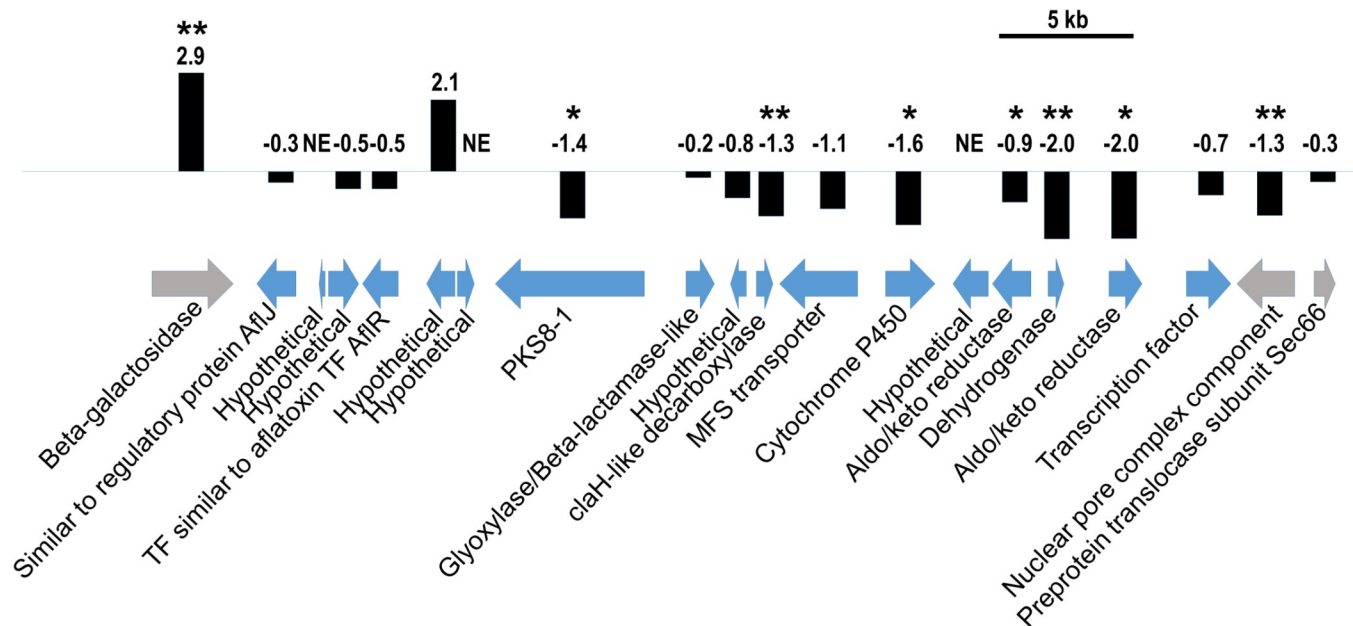 5 kb
** * ** * * ** * **
2.9 2.1
-0.3 NE -0.5 -0.5 NE -1.4 -0.2 -0.8 -1.3 -1.1 -1.6 NE -0.9 -2.0 -2.0 -0.7 -1.3 -0.3
Beta-galactosidase
Similar to regulatory protein AflJ
Hypothetical
Hypothetical
TF similar to aflatoxin TF AflR
Hypothetical
Hypothetical
PKS8-1
Glyoxylase/Beta-lactamase-like
Hypothetical
claH-like decarboxylase
MFS transporter
Cytochrome P450
Hypothetical
Aldo/keto reductase
Dehydrogenase
Aldo/keto reductase
Transcription factor
Nuclear pore complex component
Preprotein translocase subunit Sec66